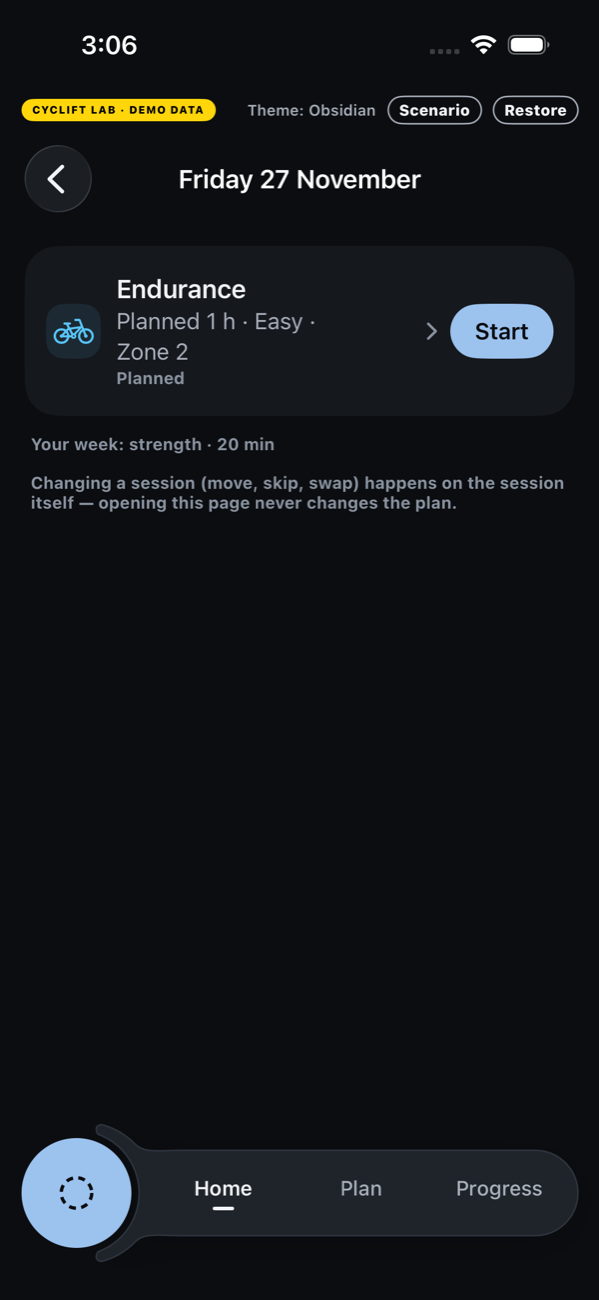 3:06
CYCLIFT LAB · DEMO DATA
Theme: Obsidian
Scenario
Restore
Friday 27 November
Endurance
Planned 1 h · Easy ·
Zone 2
Planned
Start
Your week: strength · 20 min
Changing a session (move, skip, swap) happens on the session
itself — opening this page never changes the plan.
Home
Plan
Progress